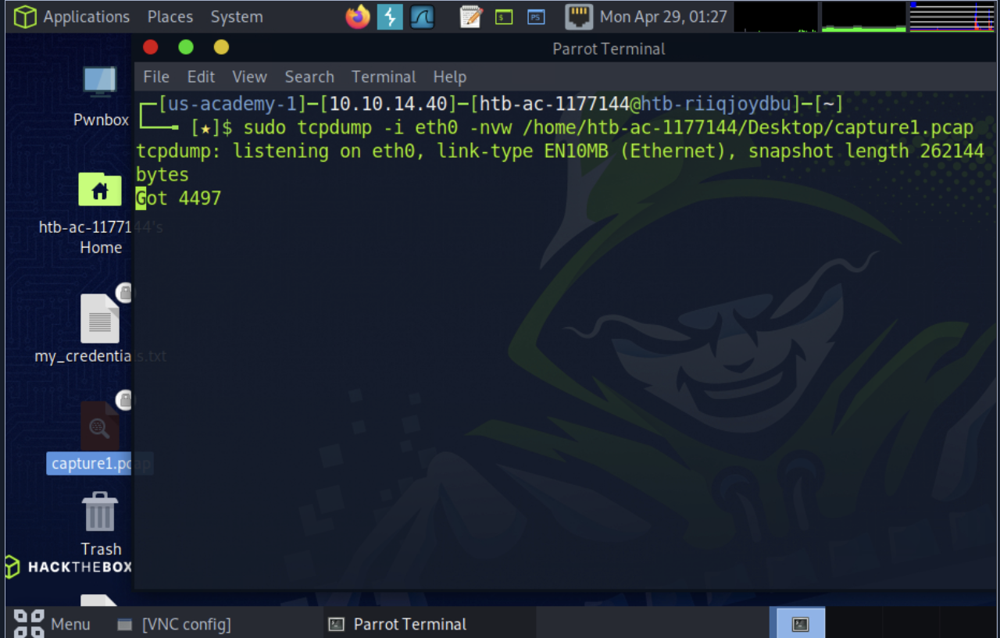 Applications Places System Mon Apr 29, 01:27
Parrot Terminal
File Edit View Search Terminal Help
┌─[us-academy-1]─[10.10.14.40]─[htb-ac-1177144@htb-riiqjoydbu]─[~]
└──╼ [★]$ sudo tcpdump -i eth0 -nvw /home/htb-ac-1177144/Desktop/capture1.pcap
tcpdump: listening on eth0, link-type EN10MB (Ethernet), snapshot length 262144
bytes
Got 4497
Pwnbox
htb-ac-1177144's
Home
my_credentials.txt
capture1.pcap
Trash
HACKTHEBOX
Menu [VNC config] Parrot Terminal